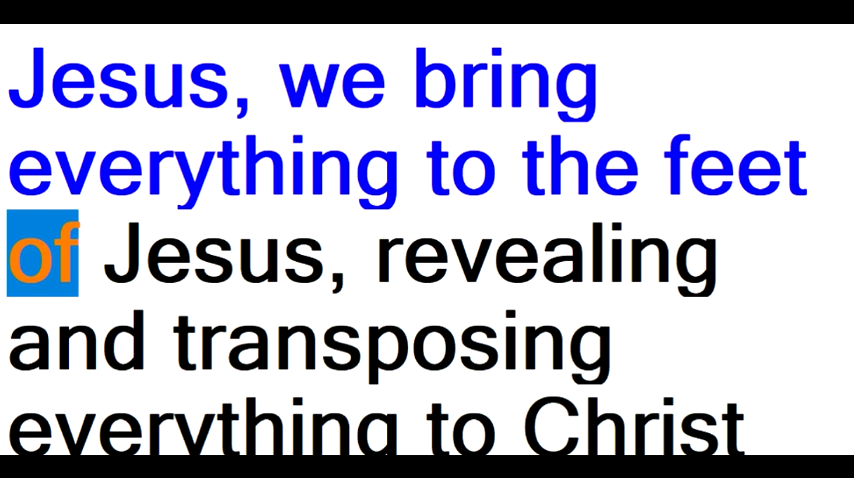 Jesus, we bring
everything to the feet
of Jesus, revealing
and transposing
everything to Christ